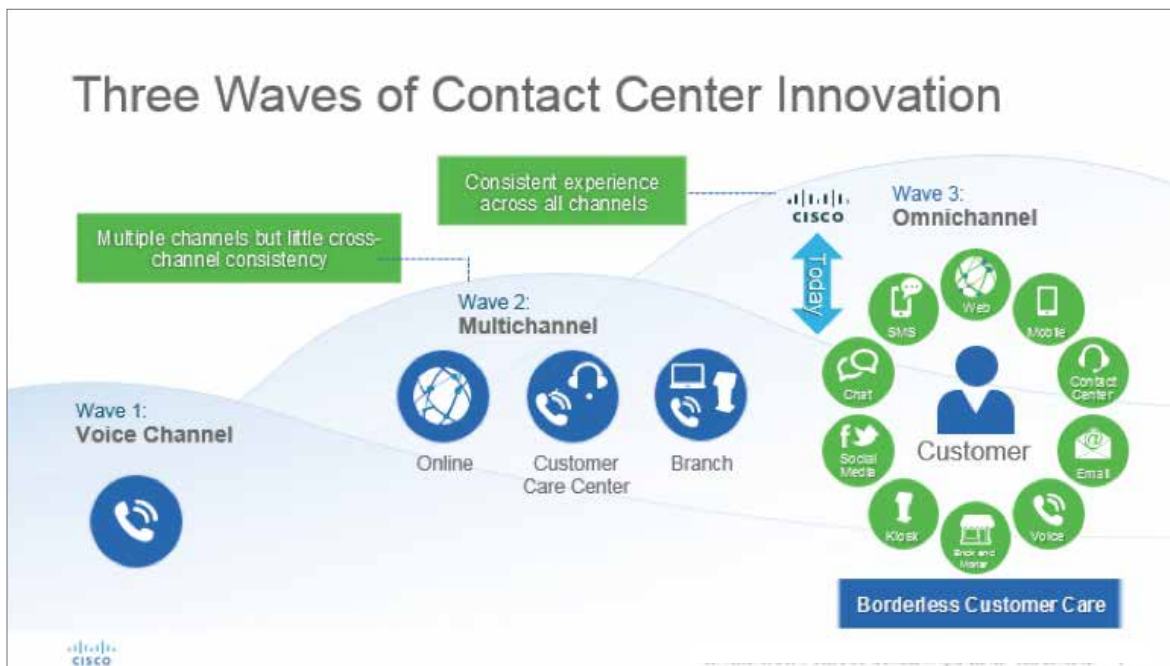 Three Waves of Contact Center Innovation
Consistent experience
across all channels
Multiple channels but little cross-
channel consistency
CISCO
Today
Wave 3:
Omnichannel
Wave 2:
Multichannel
Wave 1:
Voice Channel
Online
Customer
Care Center
Branch
Web
Mobile
Contact
Center
Email
Voice
Brick and
Mortar
Kiosk
Social
Media
Chat
SMS
Customer
Borderless Customer Care
CISCO